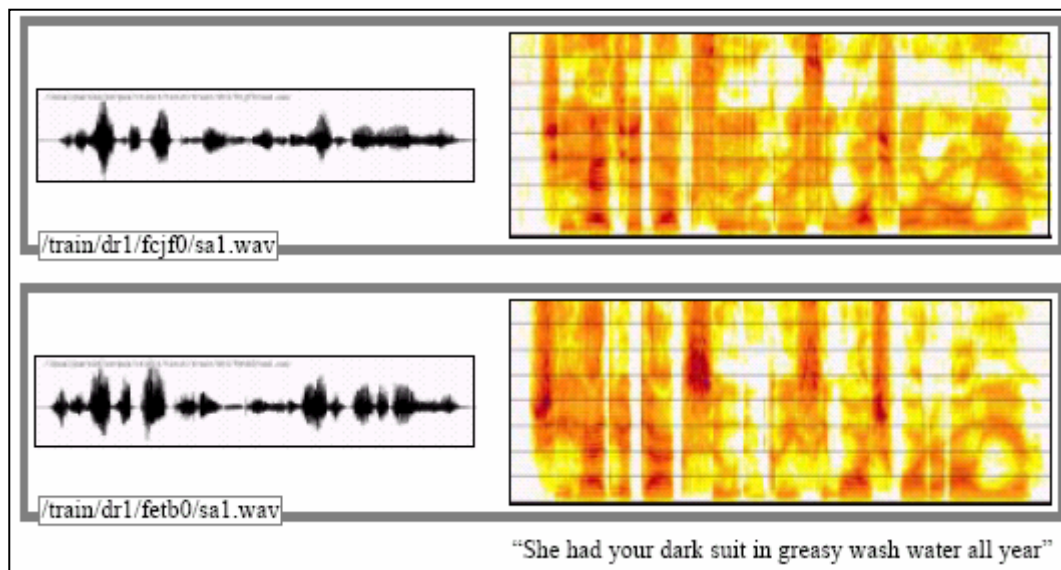 /train/dr1/fcjf0/sa1.wav
/train/dr1/fetb0/sa1.wav
“She had your dark suit in greasy wash water all year”